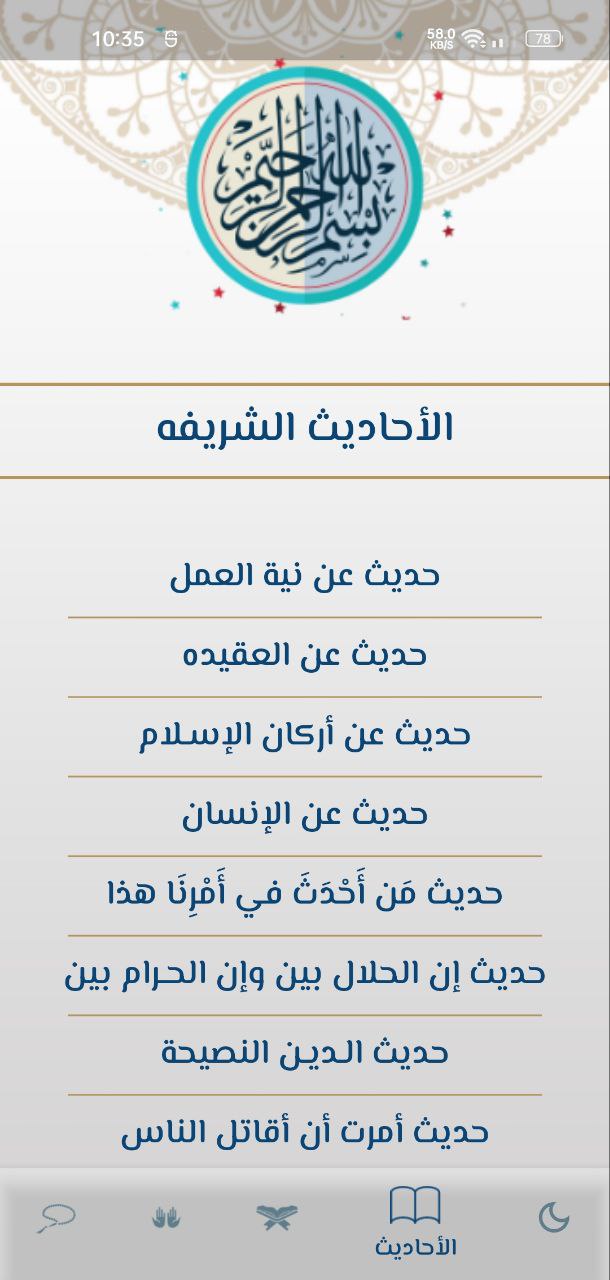 10:35
58.0 KB/S
78
بسم الله الرحمن الرحيم
الأحاديث الشريفه
حديث عن نية العمل
حديث عن العقيده
حديث عن أركان الإسلام
حديث عن الإنسان
حديث مَن أَحْدَثَ في أَمْرِنَا هذا
حديث إن الحلال بين وإن الحرام بين
حديث الدين النصيحة
حديث أمرت أن أقاتل الناس
الأحاديث